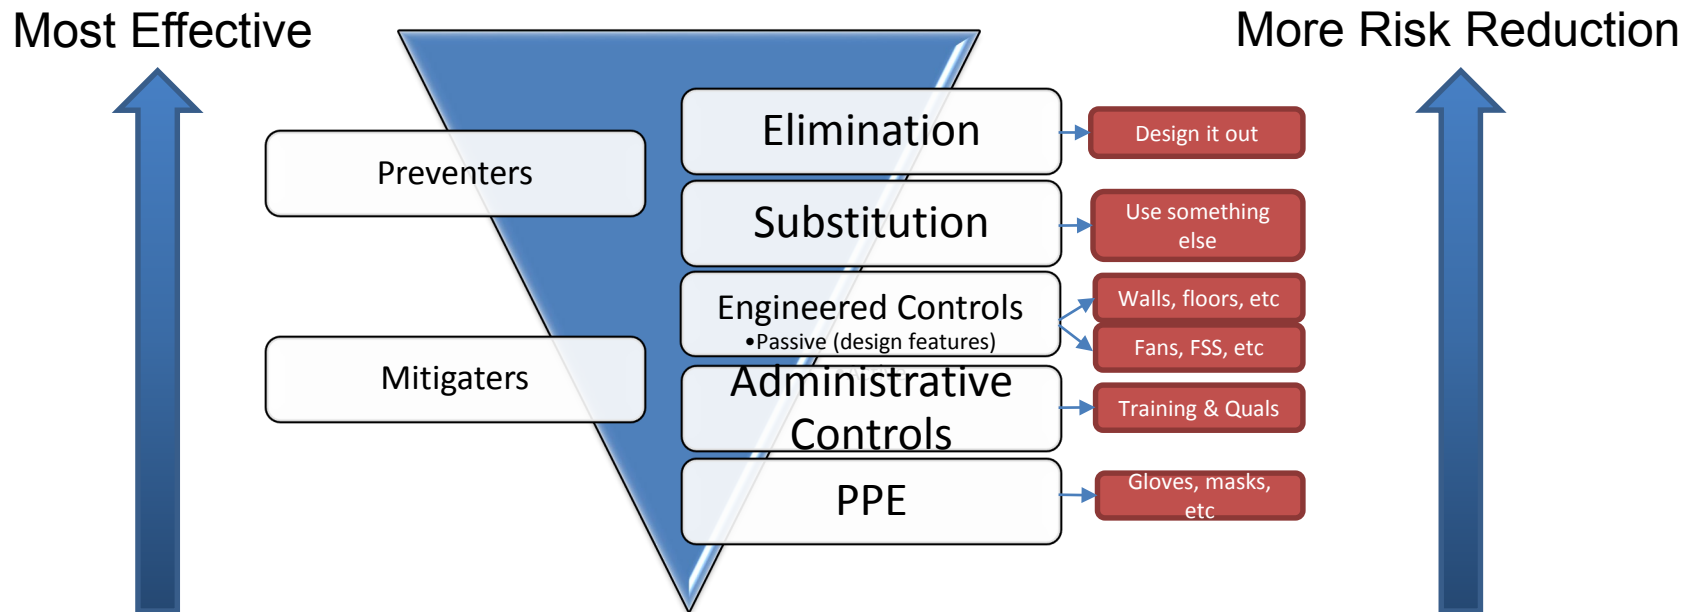 Most Effective
More Risk Reduction
Preventers
Mitigaters
Elimination
Substitution
Engineered Controls
•Passive (design features)
Administrative
Controls
PPE
Design it out
Use something
else
Walls, floors, etc
Fans, FSS, etc
Training & Quals
Gloves, masks,
etc